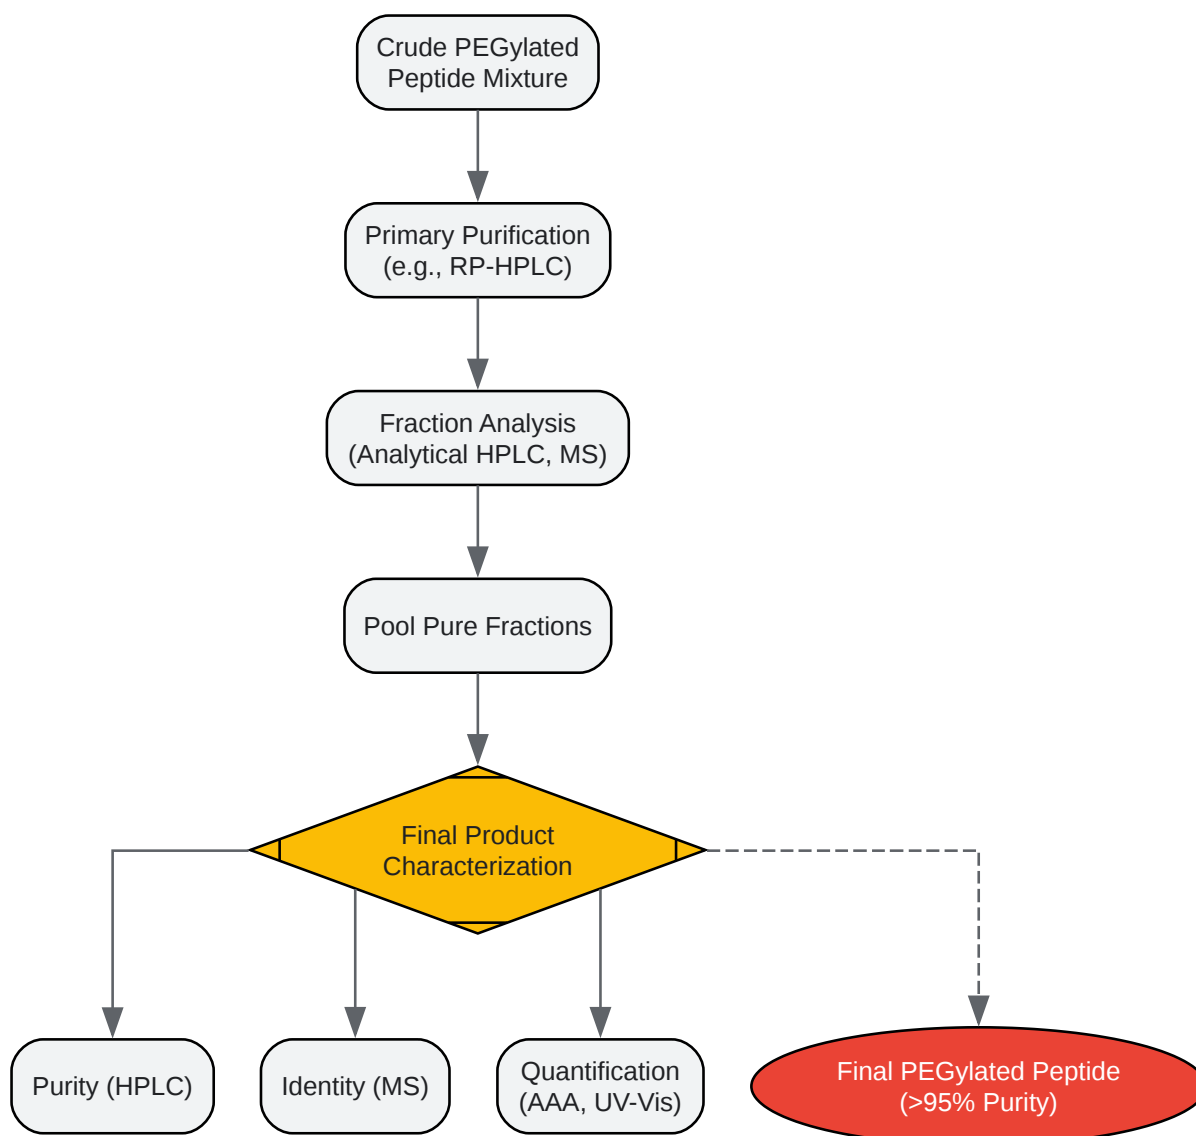 Crude PEGylated
Peptide Mixture
Primary Purification
(e.g., RP-HPLC)
Fraction Analysis
(Analytical HPLC, MS)
Pool Pure Fractions
Final Product
Characterization
Purity (HPLC)
Identity (MS)
Quantification
(AAA, UV-Vis)
Final PEGylated Peptide
(>95% Purity)